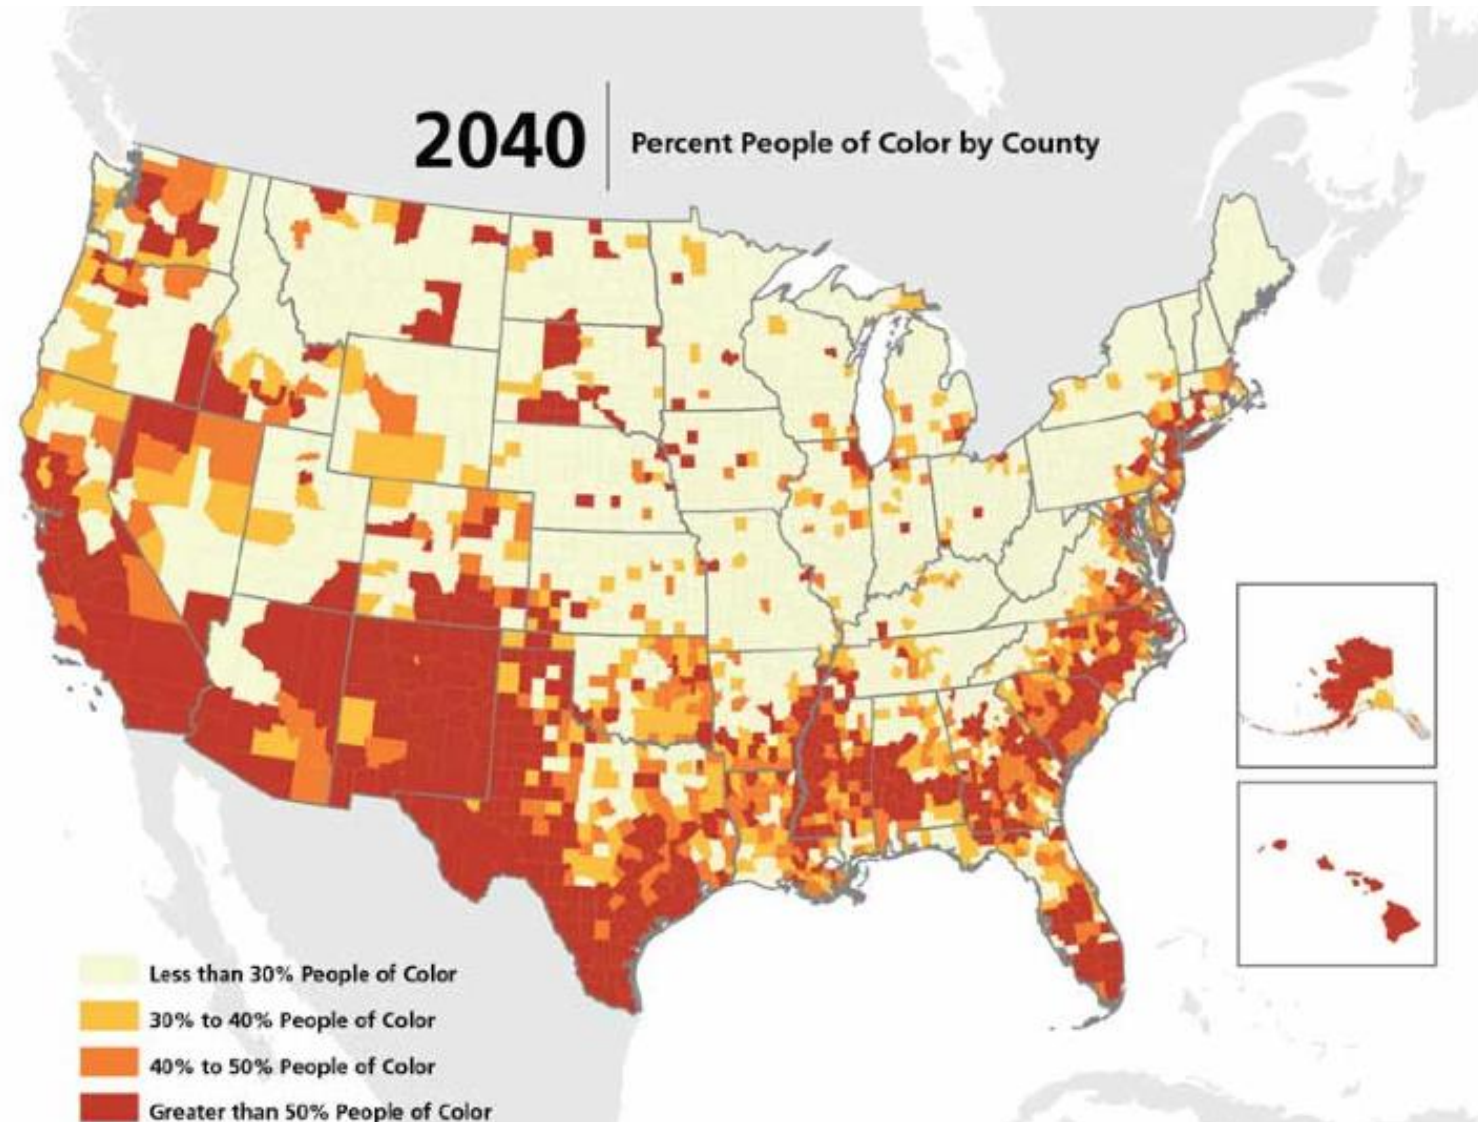 2040
Percent People of Color by County
Less than 30% People of Color
30% to 40% People of Color
40% to 50% People of Color
Greater than 50% People of Color